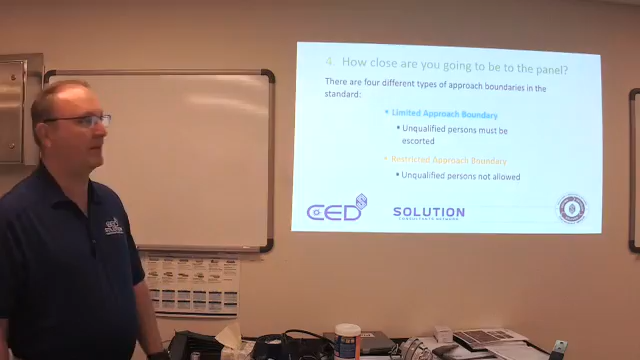 4. How close are you going to be to the panel?
There are four different types of approach boundaries in the
standard:
Limited Approach Boundary
Unqualified persons must be
escorted
Restricted Approach Boundary
Unqualified persons not allowed
CED
SOLUTION
CONSULTANTS NETWORK
CED
SOLUTION